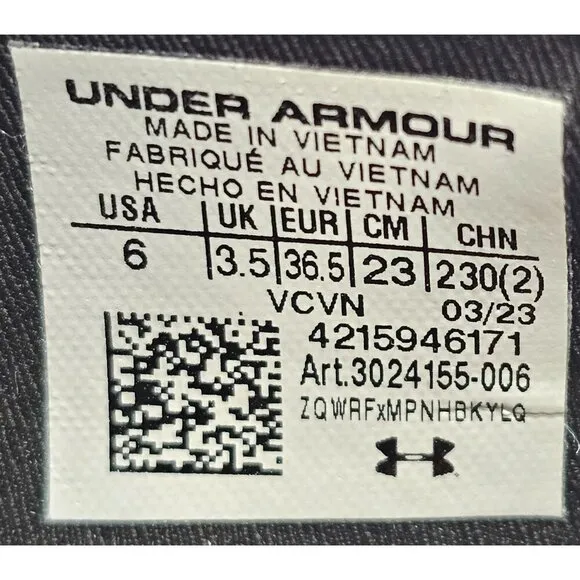 UNDER ARMOUR
MADE IN VIETNAM
FABRIQUÉ AU VIETNAM
HECHO EN VIETNAM
USA UK EUR CM CHN
6 3.5 36.5 23 230(2)
VCVN 03/23
4215946171
Art.3024155-006
ZQWRFxMPNHBKYLQ